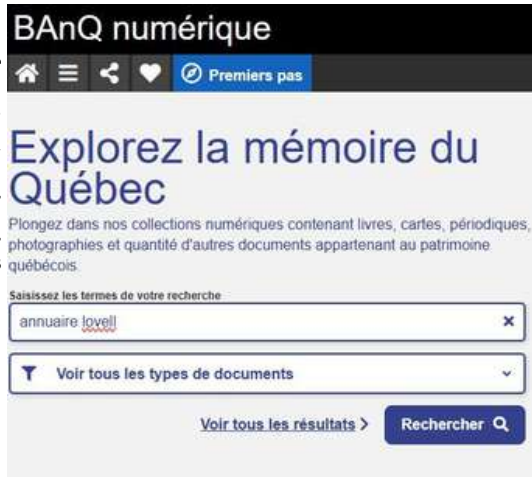 BAnQ numérique
Premiers pas
Explorez la mémoire du
Québec
Plongez dans nos collections numériques contenant livres, cartes, périodiques,
photographies et quantité d'autres documents appartenant au patrimoine
québécois.
Saisissez les termes de votre recherche
annuaire lovell
Voir tous les types de documents
Voir tous les résultats >
Rechercher